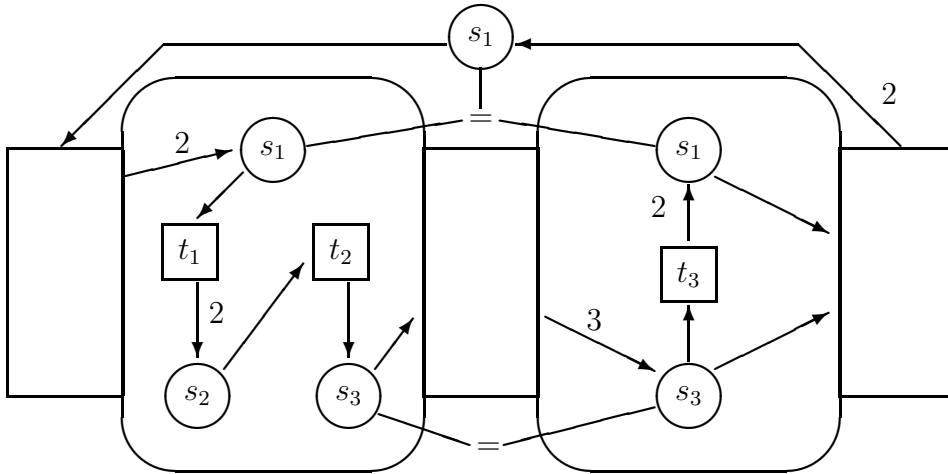 s₁
2
=
2
s₁
s₁
2
t₁
t₂
t₃
2
3
s₂
s₃
s₃
=